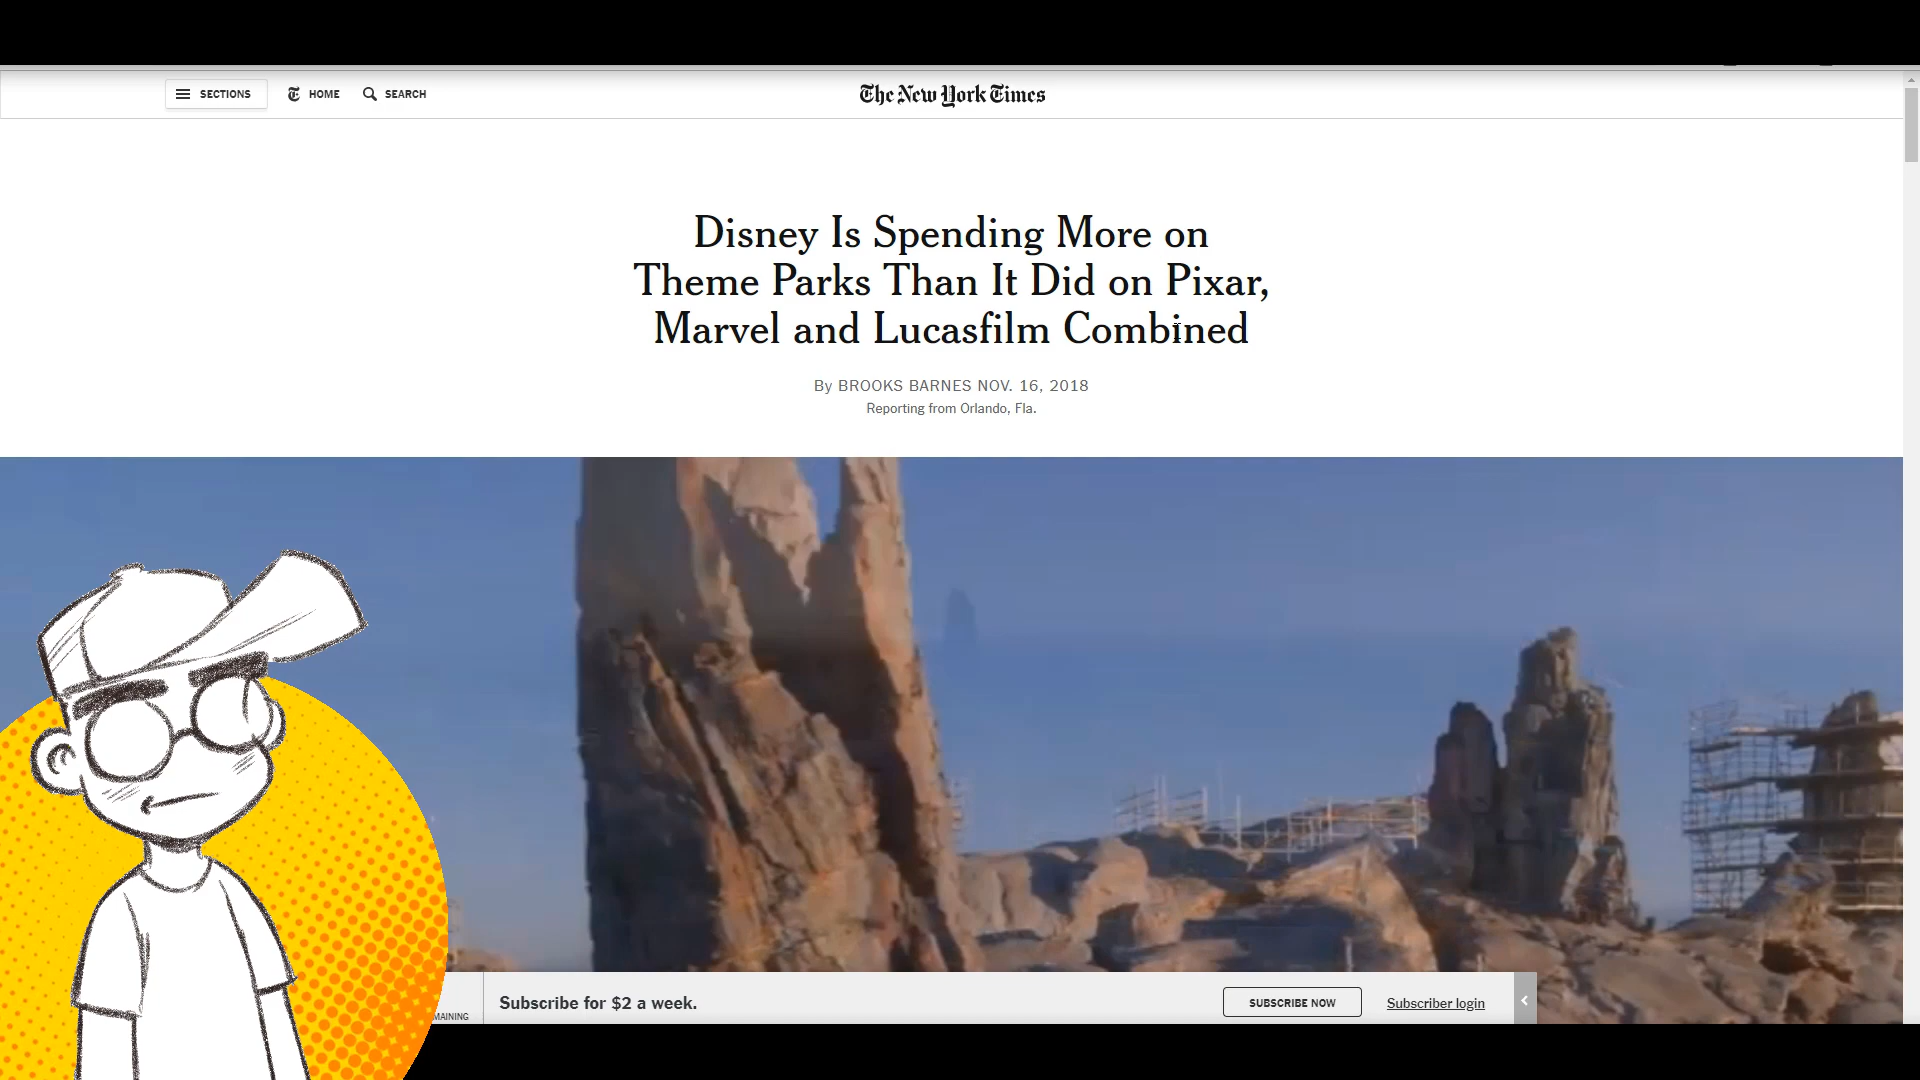 SECTIONS
HOME
SEARCH
The New York Times
Disney Is Spending More on
Theme Parks Than It Did on Pixar,
Marvel and Lucasfilm Combined
By BROOKS BARNES NOV. 16, 2018
Reporting from Orlando, Fla.
MAINING
Subscribe for $2 a week.
SUBSCRIBE NOW
Subscriber login